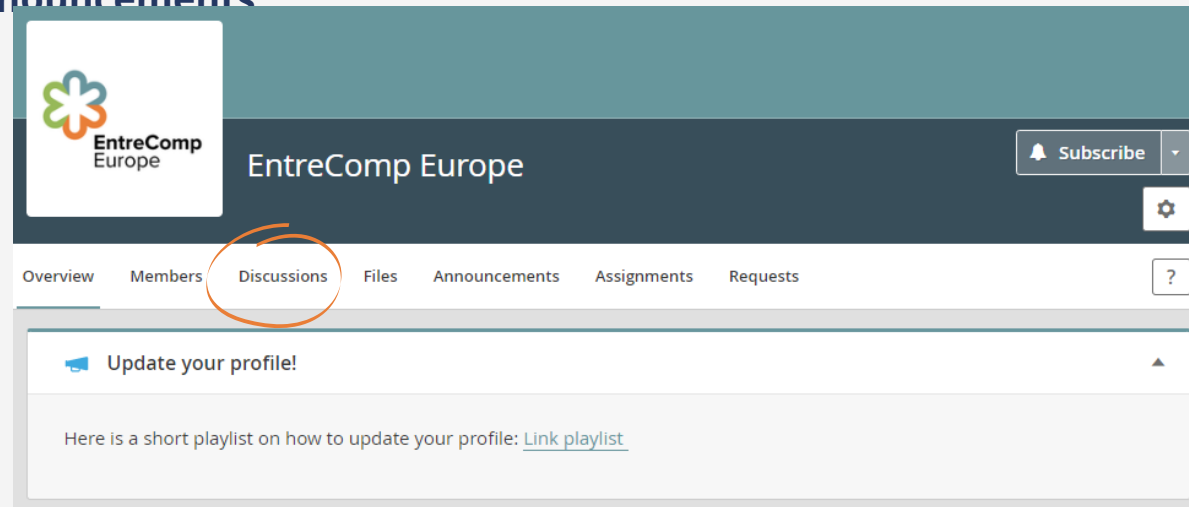 EntreComp
Europe
EntreComp Europe
Subscribe
Overview Members Discussions Files Announcements Assignments Requests ?
Update your profile!
Here is a short playlist on how to update your profile: Link playlist